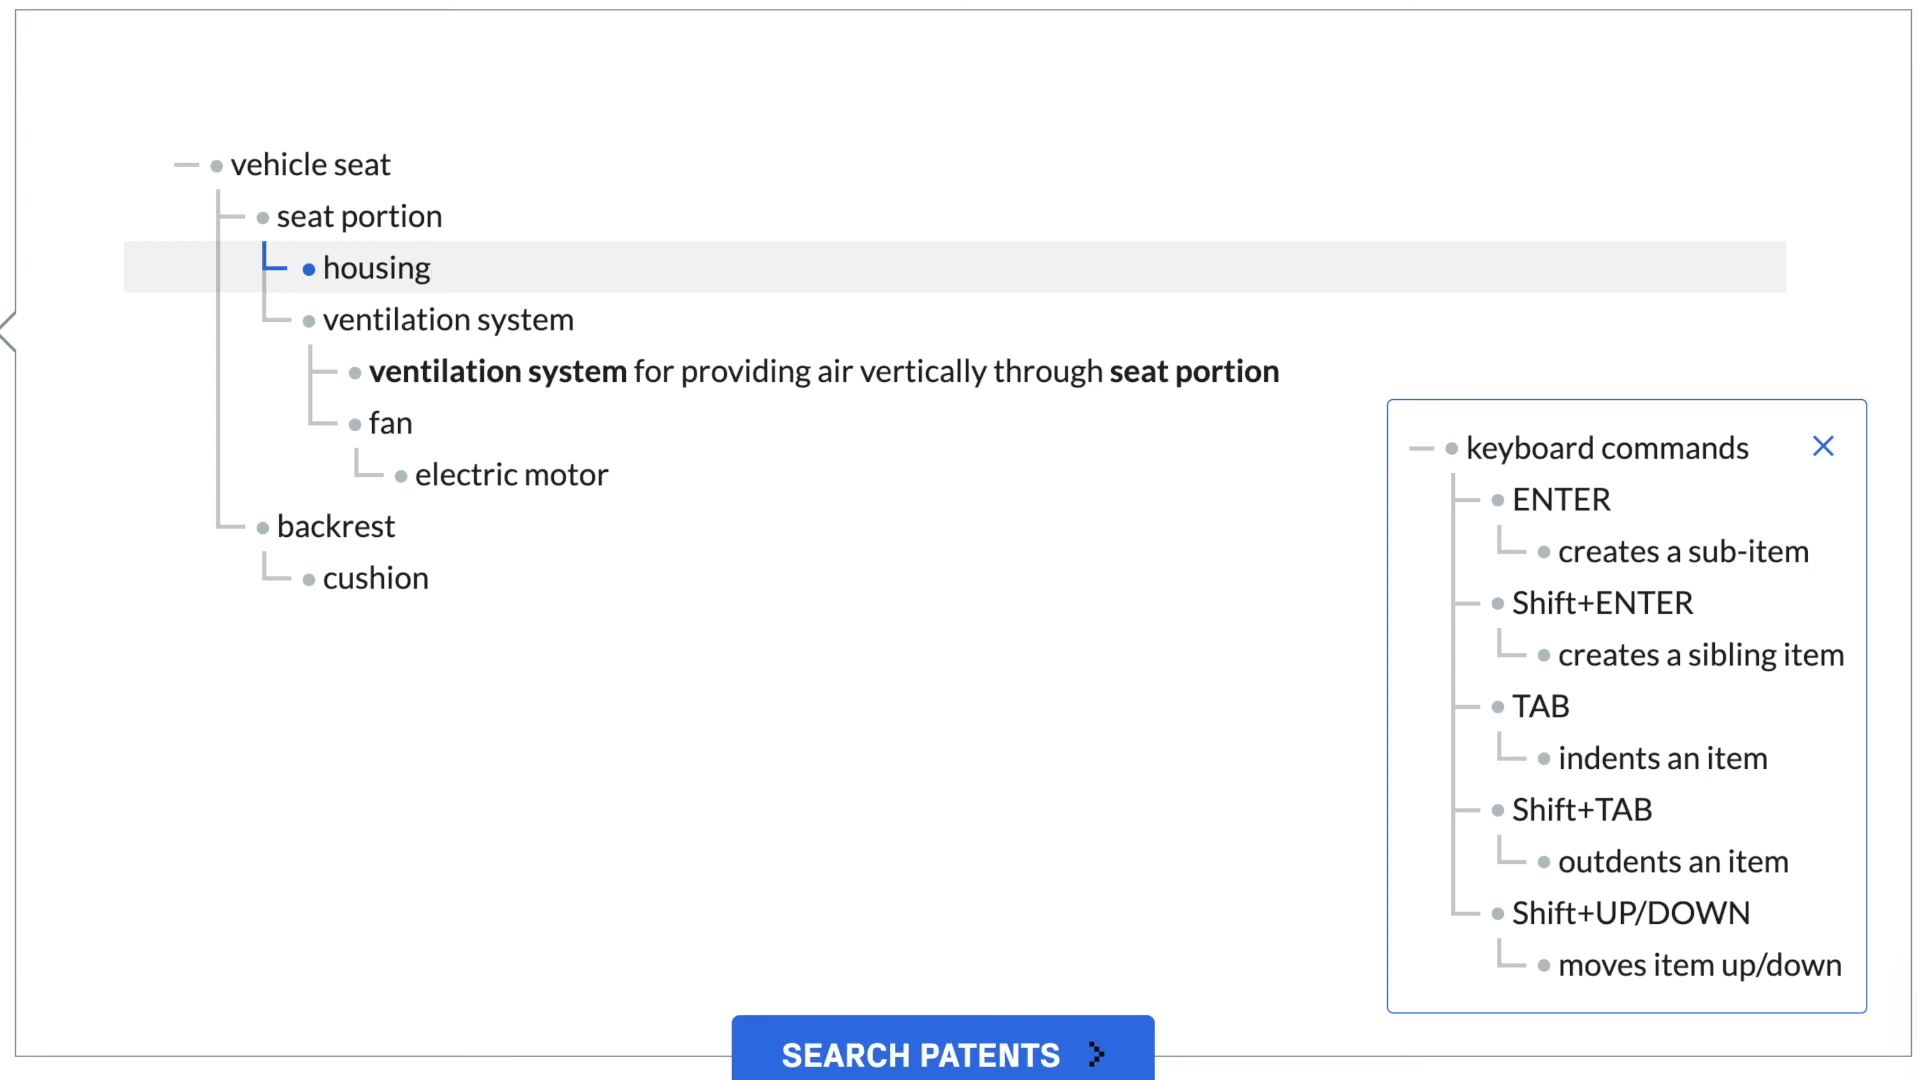 vehicle seat
seat portion
housing
ventilation system
ventilation system for providing air vertically through seat portion
fan
electric motor
backrest
cushion
keyboard commands
ENTER
creates a sub-item
Shift+ENTER
creates a sibling item
TAB
indents an item
Shift+TAB
outdents an item
Shift+UP/DOWN
moves item up/down
SEARCH PATENTS